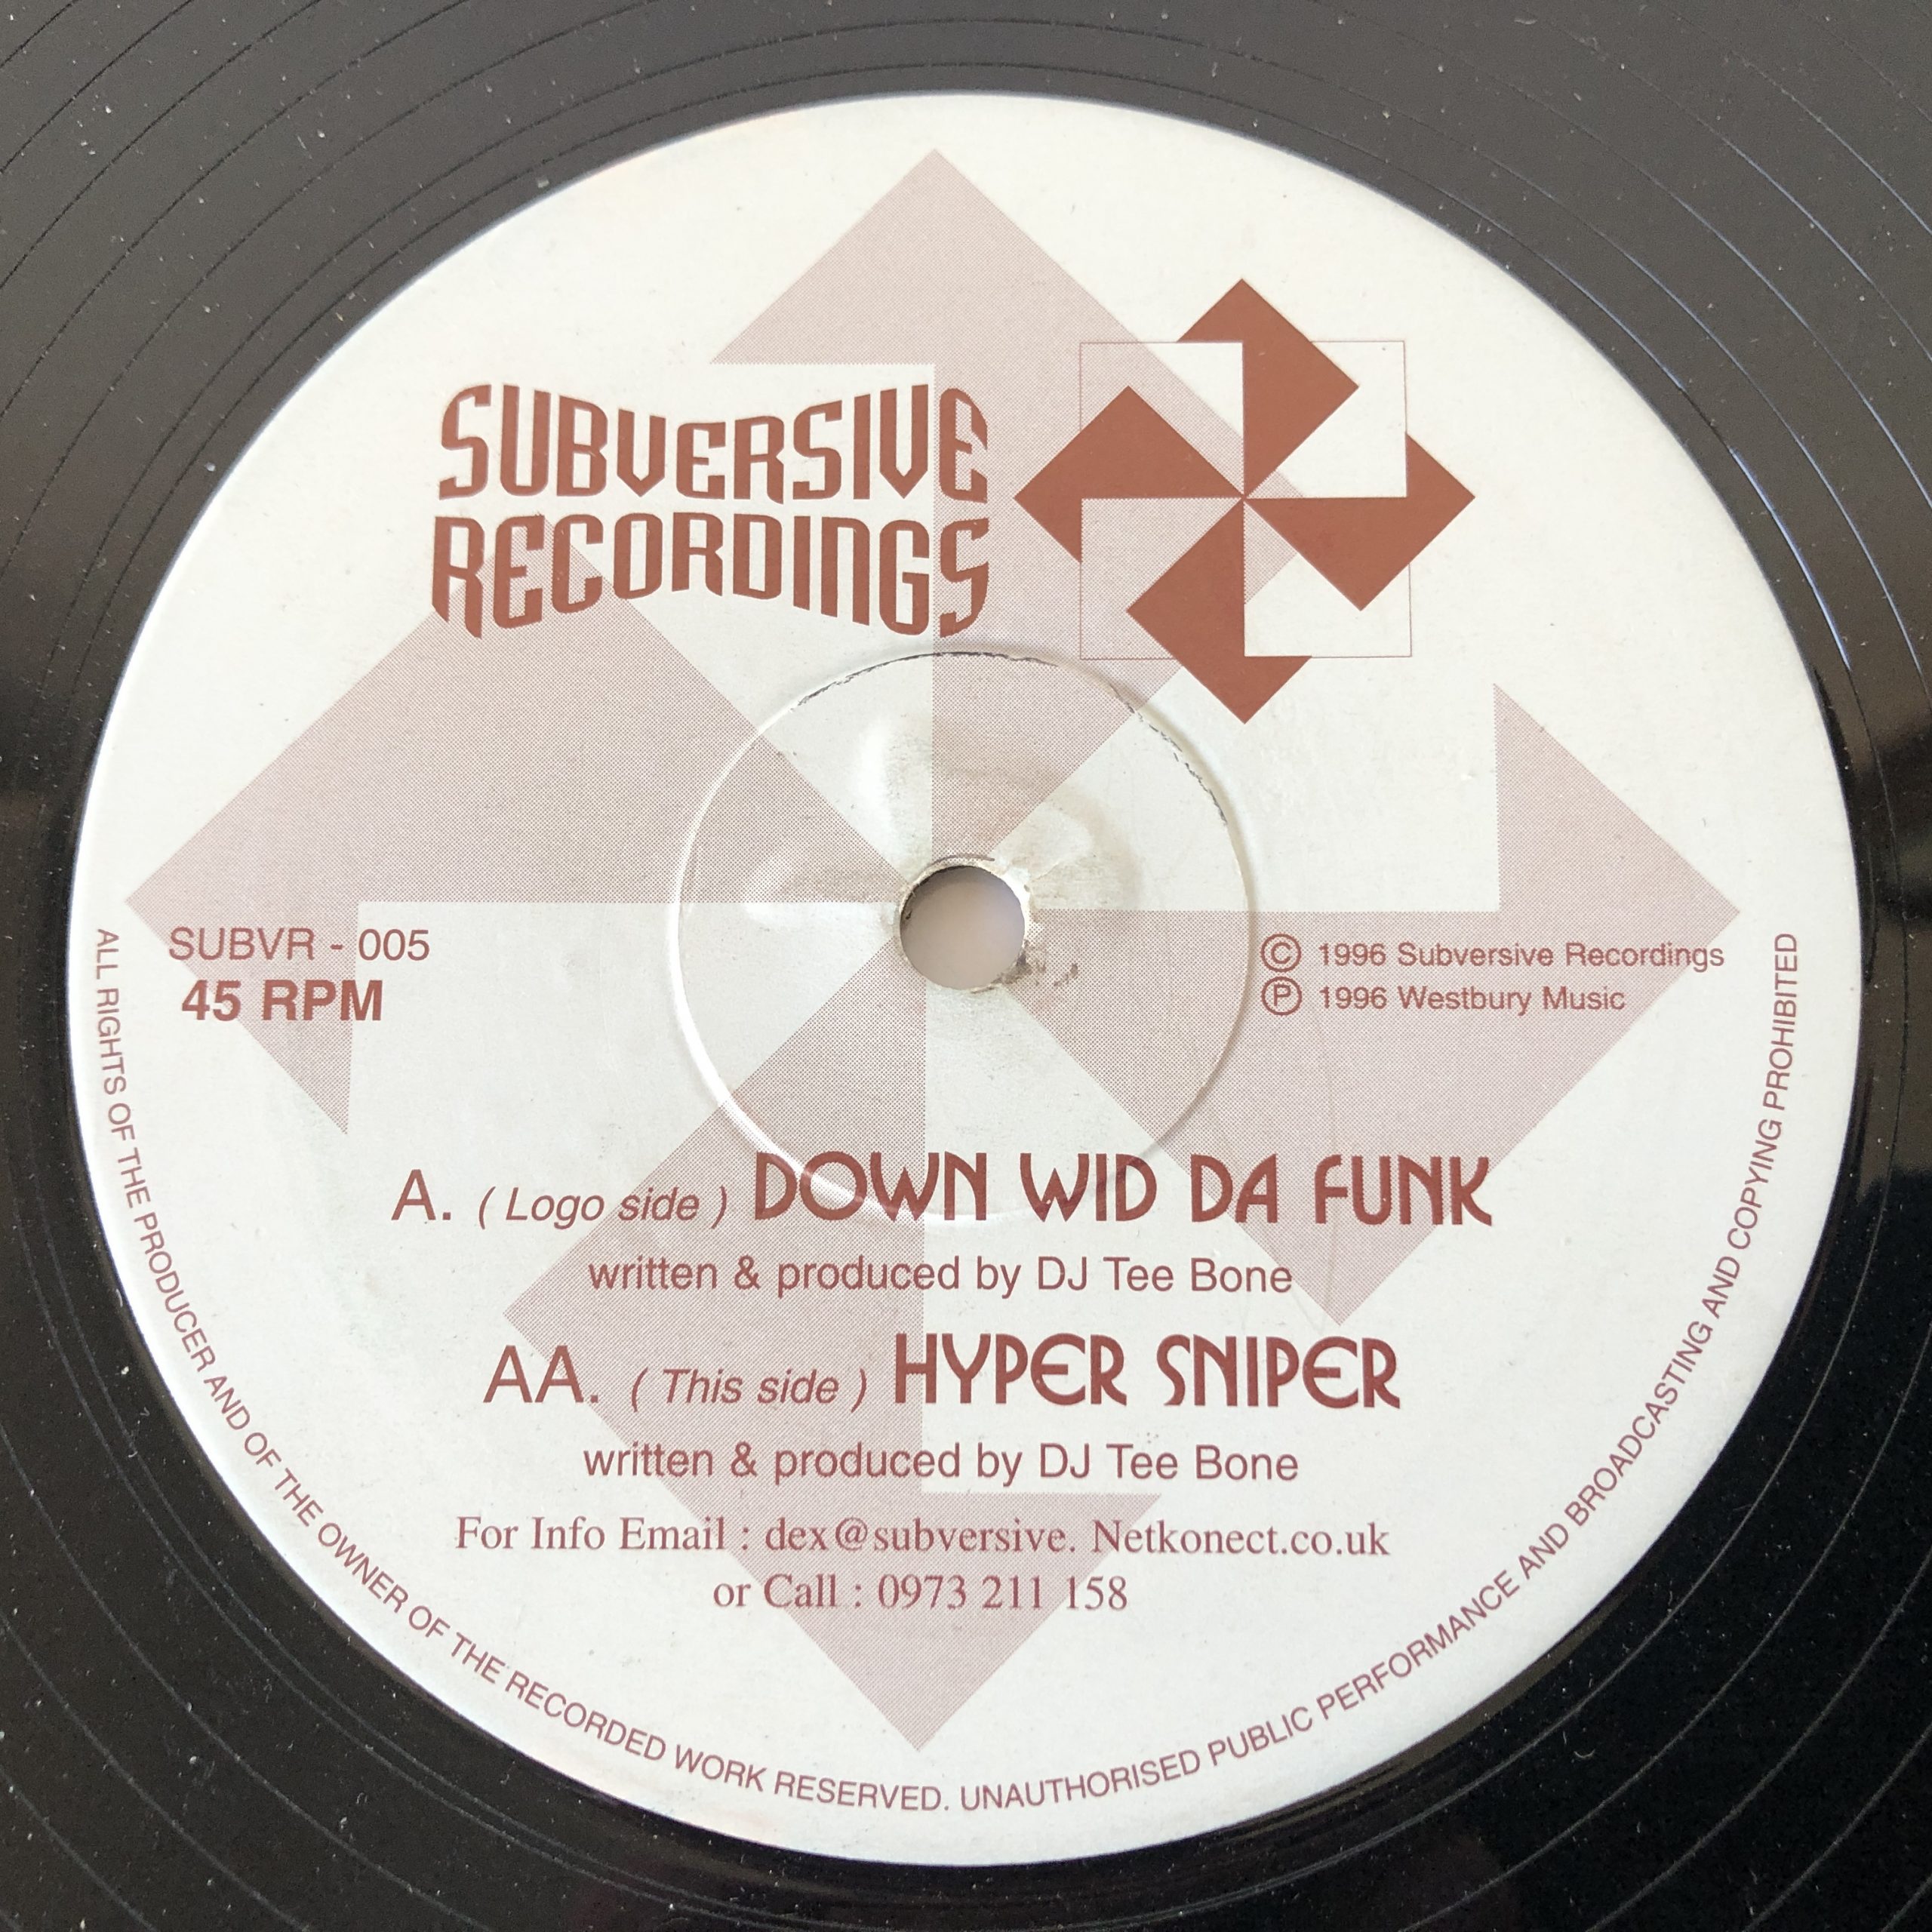 SUBVERSIVE
RECORDINGS
SUBVR - 005
45 RPM
© 1996 Subversive Recordings
℗ 1996 Westbury Music
A. ( Logo side ) DOWN WID DA FUNK
written & produced by DJ Tee Bone
AA. ( This side ) HYPER SNIPER
written & produced by DJ Tee Bone
For Info Email : dex@subversive. Netkonect.co.uk
or Call : 0973 211 158
ALL RIGHTS OF THE PRODUCER AND OF THE OWNER OF THE RECORDED WORK RESERVED. UNAUTHORISED PUBLIC PERFORMANCE AND BROADCASTING AND COPYING PROHIBITED